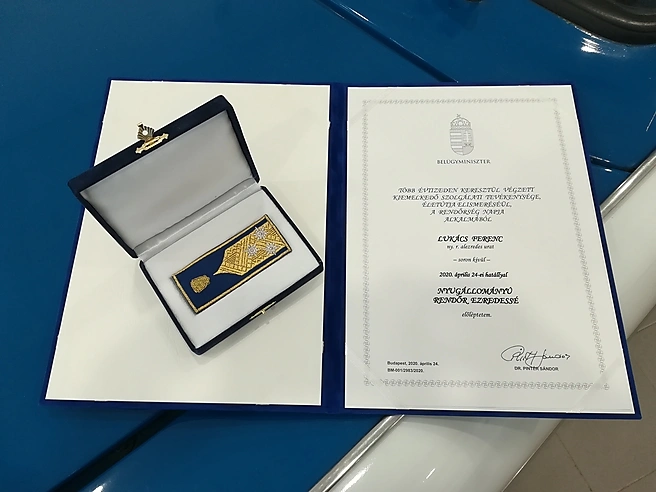 BELÜGYMINISZTER
TÖBB ÉVTIZEDEN KERESZTÜL VÉGZETT
KIEMELKEDŐ SZOLGÁLATI TEVÉKENYSÉGE,
ÉLETÚTJA ELISMERÉSÉÜL,
A RENDŐRSÉG NAPJA
ALKALMÁBÓL
LUKÁCS FERENC
ny. r. alezredes urat
– soron kívül –
2020. április 24-ei hatállyal
NYUGÁLLOMÁNYÚ
RENDŐR EZREDESSÉ
előléptetem.
Budapest, 2020. április 24.
BM-001/2983/2020.
DR. PINTÉR SÁNDOR